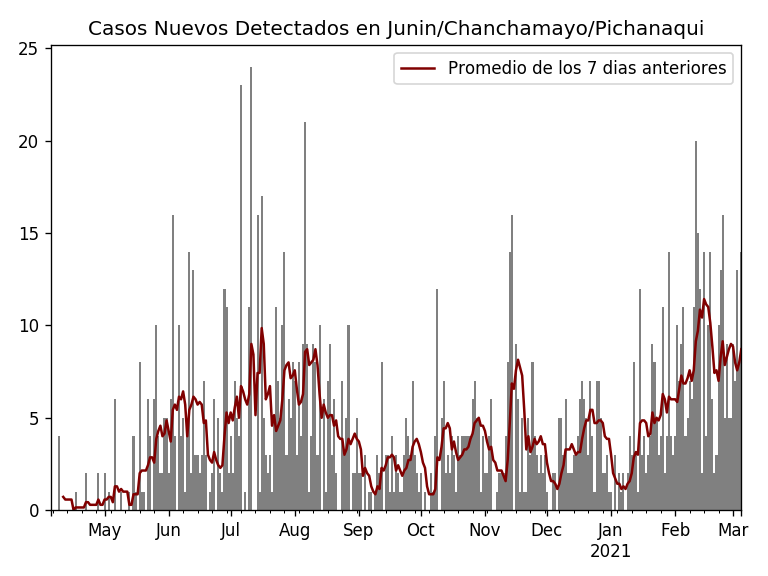 Casos Nuevos Detectados en Junin/Chanchamayo/Pichanaqui
Promedio de los 7 dias anteriores
25
20
15
10
5
0
May Jun Jul Aug Sep Oct Nov Dec Jan Feb Mar
2021